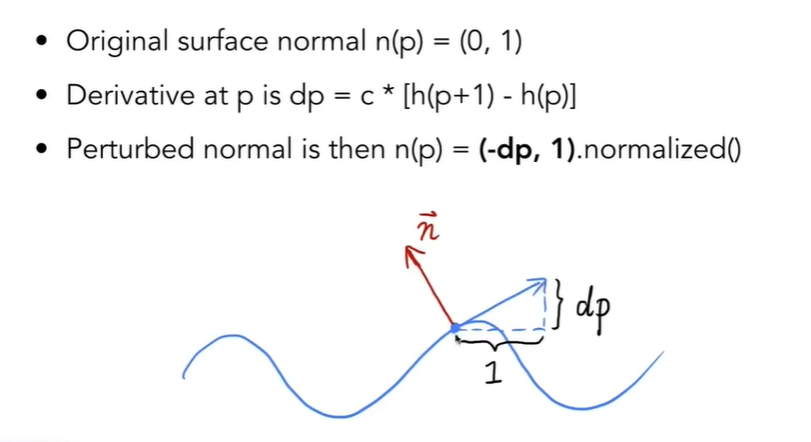 • Original surface normal n(p) = (0, 1)
• Derivative at p is dp = c * [h(p+1) - h(p)]
• Perturbed normal is then n(p) = (-dp, 1).normalized()
n⃗
} dp
1